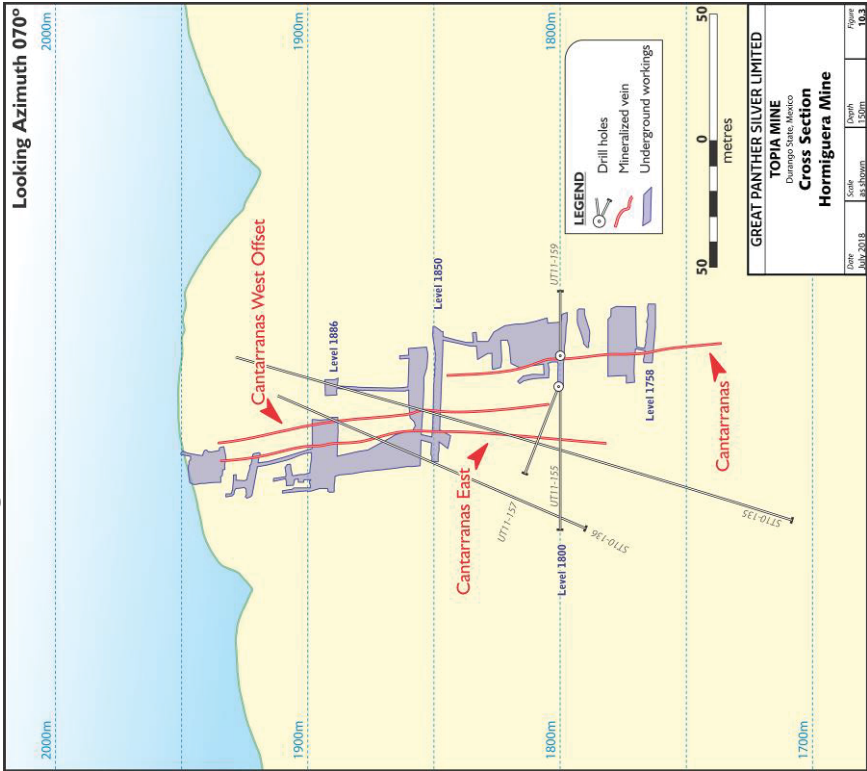 Looking Azimuth 070°
2000m
2000m
1900m
1900m
1800m
1800m
1700m
Cantarranas West Offset
Level 1886
Level 1850
Cantarranas East
UT11-159
UT11-157
UT11-155
Level 1800
ST10-136
ST10-135
Level 1758
Cantarranas
LEGEND
Drill holes
Mineralized vein
Underground workings
50
0
50
metres
GREAT PANTHER SILVER LIMITED
TOPIA MINE
Durango State, Mexico
Cross Section
Hormiguera Mine
Date
July 2018
Scale
as shown
Depth
150m
Figure
10.3